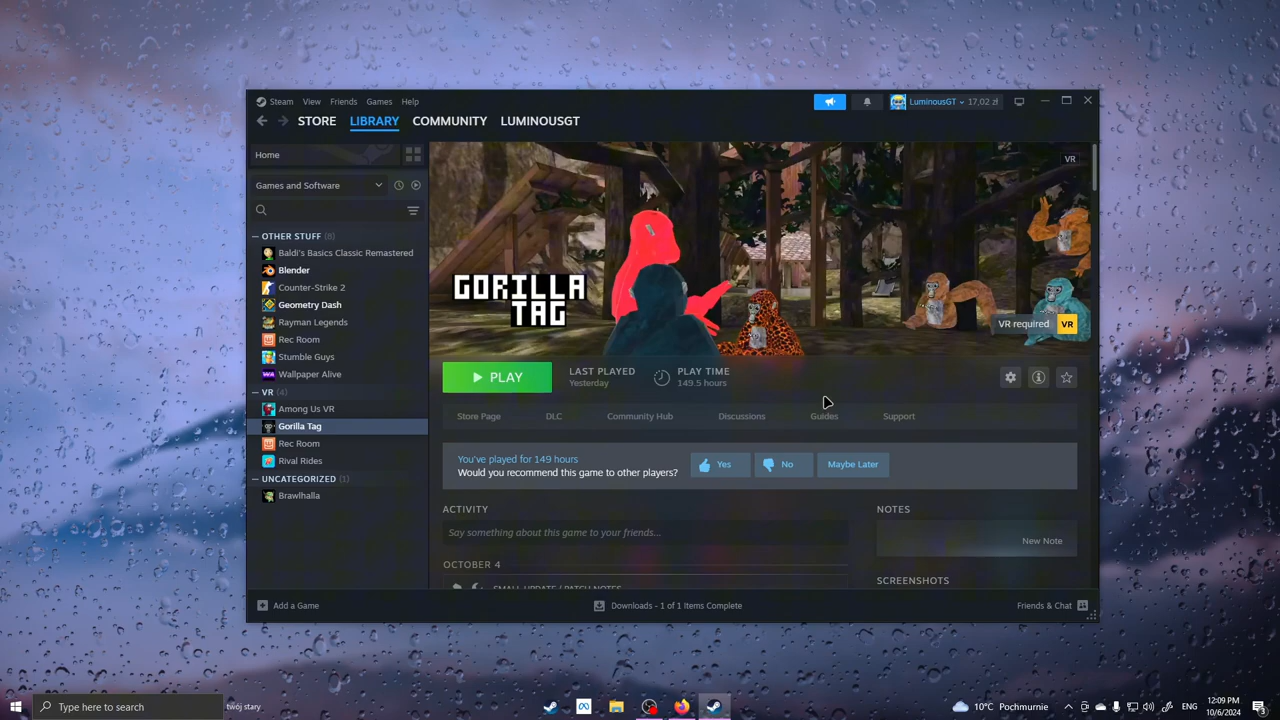 Steam View Friends Games Help
LuminousGT 17,02 zł
STORE LIBRARY COMMUNITY LUMINOUSGT
Home
VR
Games and Software
OTHER STUFF (8)
Baldi's Basics Classic Remastered
Blender
Counter-Strike 2
Geometry Dash
Rayman Legends
Rec Room
Stumble Guys
Wallpaper Alive
VR (4)
Among Us VR
Gorilla Tag
Rec Room
Rival Rides
UNCATEGORIZED (1)
Brawlhalla
GORILLA
TAG
VR required VR
PLAY
LAST PLAYED
Yesterday
PLAY TIME
149.5 hours
Store Page DLC Community Hub Discussions Guides Support
You've played for 149 hours
Would you recommend this game to other players?
Yes No Maybe Later
ACTIVITY
Say something about this game to your friends...
OCTOBER 4
SMALL UPDATE / PATCH NOTES
NOTES
New Note
SCREENSHOTS
Add a Game
Downloads - 1 of 1 Items Complete
Friends & Chat
Type here to search
twój stary
10°C Pochmurnie
ENG
12:09 PM
10/6/2024